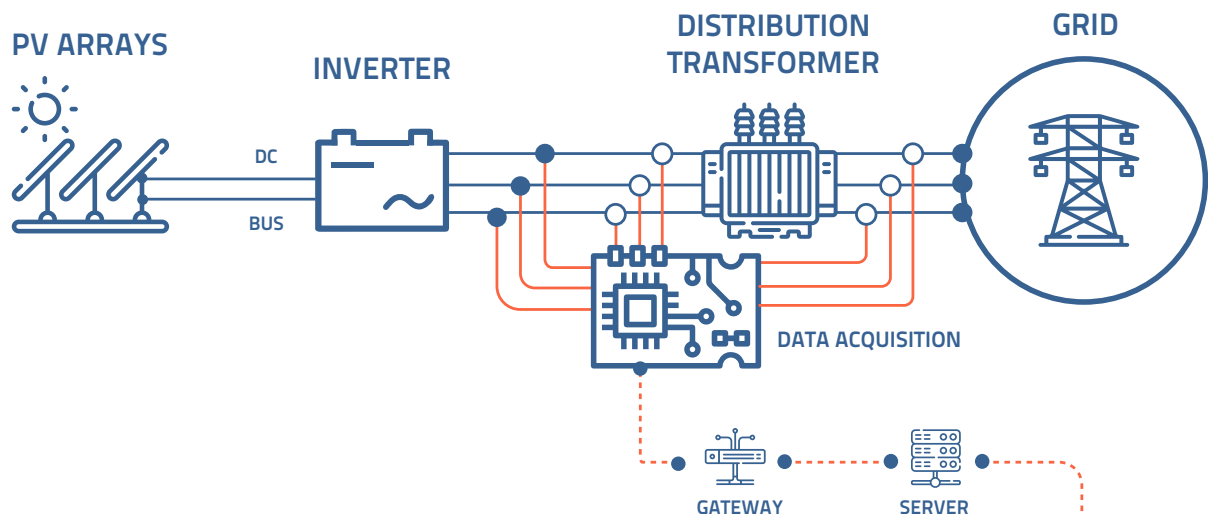 PV ARRAYS
INVERTER
DISTRIBUTION
TRANSFORMER
GRID
DC
BUS
DATA ACQUISITION
GATEWAY
SERVER